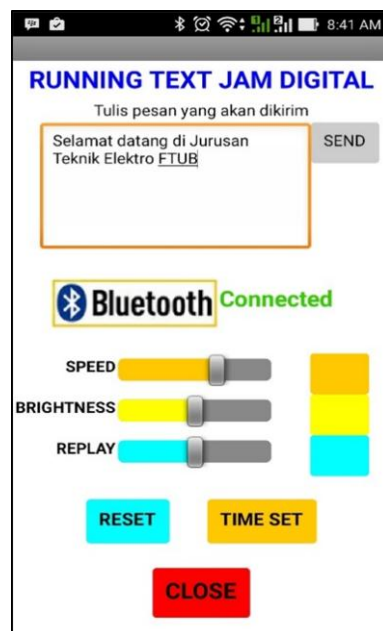 8:41 AM
RUNNING TEXT JAM DIGITAL
Tulis pesan yang akan dikirim
Selamat datang di Jurusan
Teknik Elektro FTUB
SEND
Bluetooth Connected
SPEED
BRIGHTNESS
REPLAY
RESET TIME SET
CLOSE